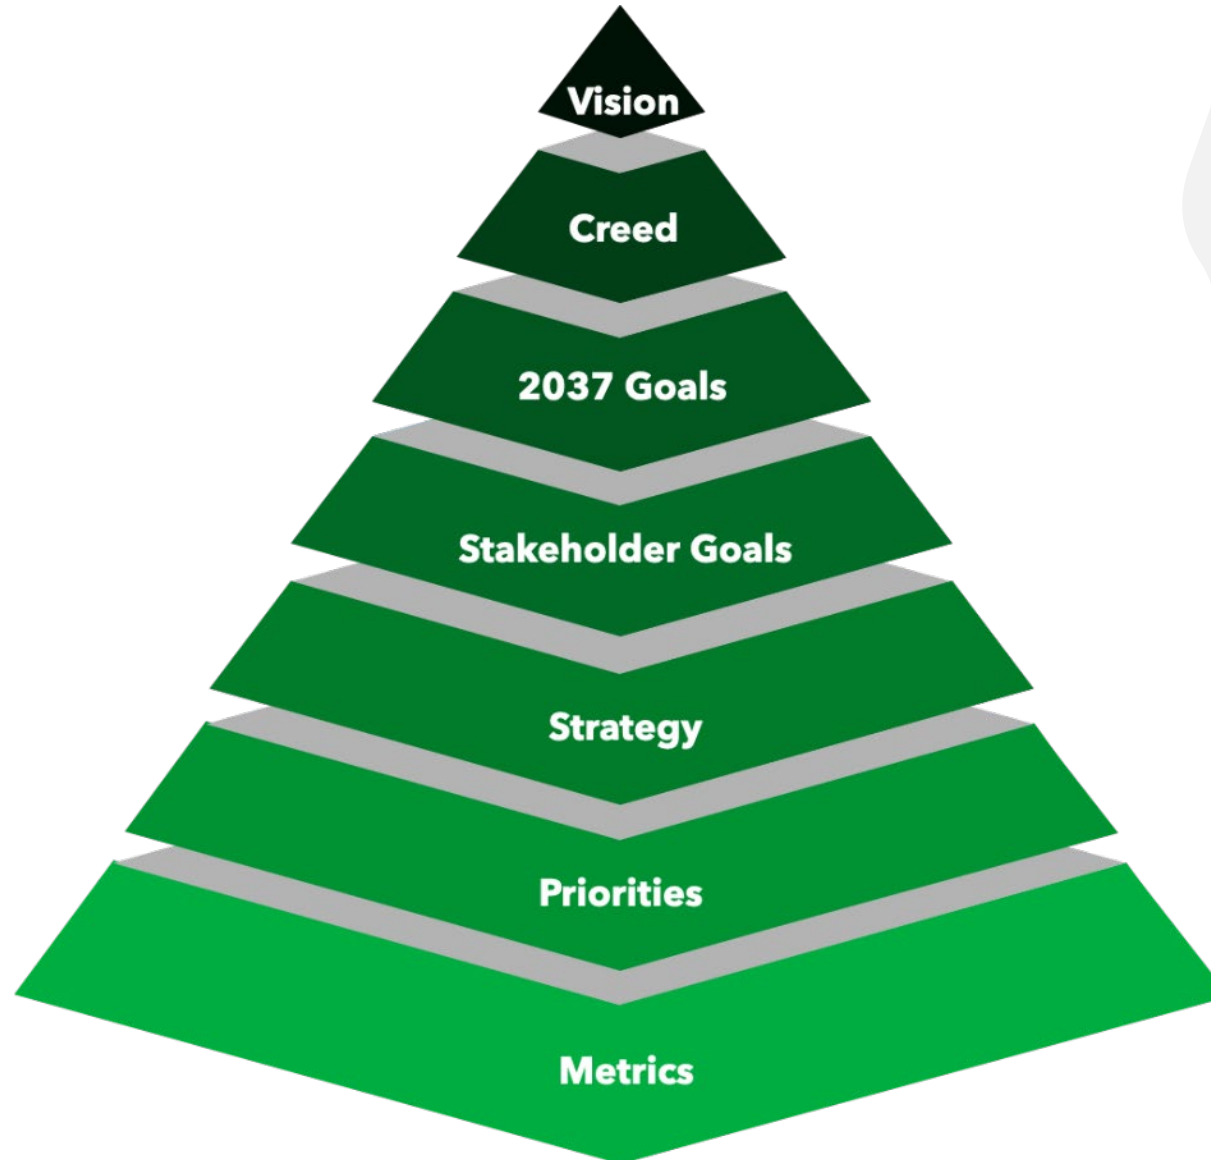 Vision
Creed
2037 Goals
Stakeholder Goals
Strategy
Priorities
Metrics